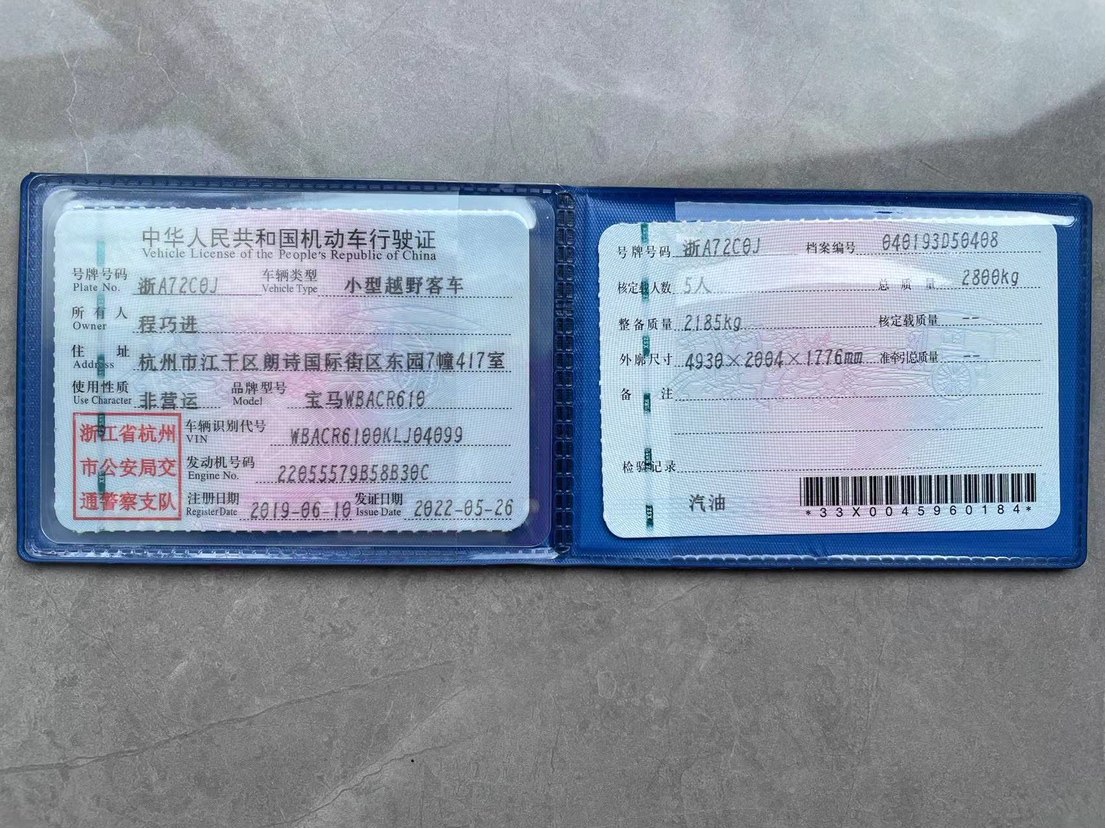 中华人民共和国机动车行驶证
Vehicle License of the People's Republic of China
号牌号码 Plate No. 浙A72C0J 车辆类型 Vehicle Type 小型越野客车
所有人 Owner 程巧进
住址 Address 杭州市江干区朗诗国际街区东园7幢417室
使用性质 Use Character 非营运 品牌型号 Model 宝马WBACR610
浙江省杭州
市公安局交
通警察支队
车辆识别代号 VIN WBACR6100KLJ04099
发动机号码 Engine No. 22055579B58B30C
注册日期 Register Date 2019-06-10 发证日期 Issue Date 2022-05-26
号牌号码 浙A72C0J 档案编号 040193D50408
核定载人数 5人 总质量 2800kg
整备质量 2185kg 核定载质量 --
外廓尺寸 4930×2004×1776mm 准牵引总质量 --
备注
检验记录
汽油
*33X0045960184*